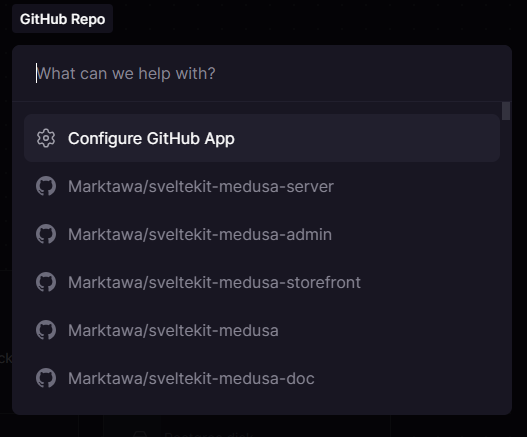 GitHub Repo
What can we help with?
Configure GitHub App
Marktawa/sveltekit-medusa-server
Marktawa/sveltekit-medusa-admin
Marktawa/sveltekit-medusa-storefront
Marktawa/sveltekit-medusa
Marktawa/sveltekit-medusa-doc